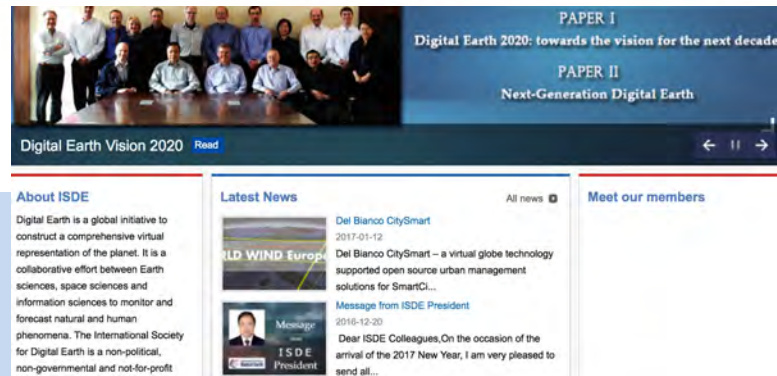 PAPER I
Digital Earth 2020: towards the vision for the next decade
PAPER II
Next-Generation Digital Earth
Digital Earth Vision 2020 Read
About ISDE
Digital Earth is a global initiative to
construct a comprehensive virtual
representation of the planet. It is a
collaborative effort between Earth
sciences, space sciences and
information sciences to monitor and
forecast natural and human
phenomena. The International Society
for Digital Earth is a non-political,
non-governmental and not-for-profit
Latest News
All news
RLD WIND Europ
Del Bianco CitySmart
2017-01-12
Del Bianco CitySmart – a virtual globe technology
supported open source urban management
solutions for SmartCi...
Message
ISDE
President
Message from ISDE President
2016-12-20
Dear ISDE Colleagues,On the occasion of the
arrival of the 2017 New Year, I am very pleased to
send all...
Meet our members